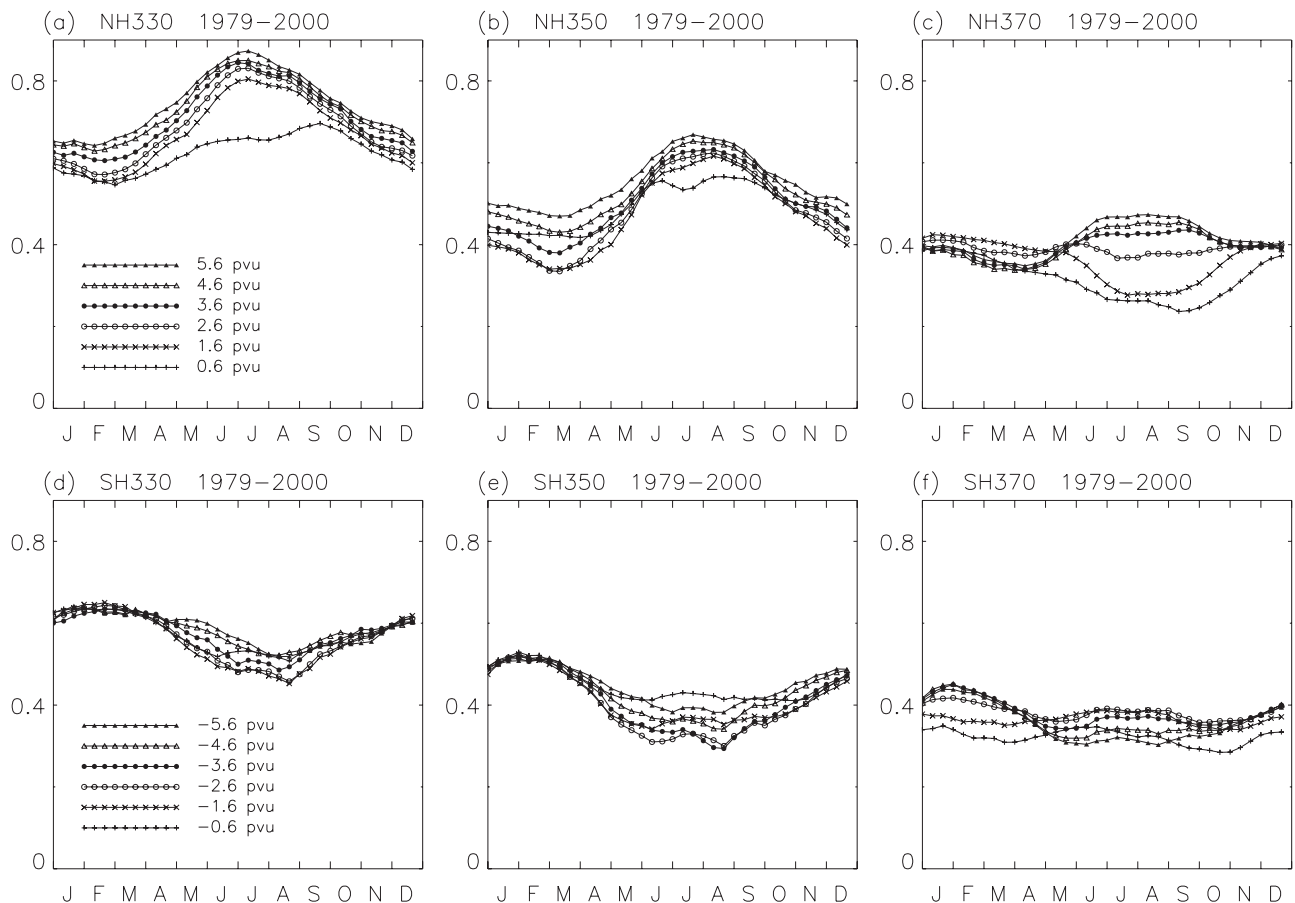 (a) NH330 1979–2000
(b) NH350 1979–2000
(c) NH370 1979–2000
0.8
0.4
0
5.6 pvu
4.6 pvu
3.6 pvu
2.6 pvu
1.6 pvu
0.6 pvu
J F M A M J J A S O N D
0.8
0.4
0
J F M A M J J A S O N D
0.8
0.4
0
J F M A M J J A S O N D
(d) SH330 1979–2000
(e) SH350 1979–2000
(f) SH370 1979–2000
0.8
0.4
0
−5.6 pvu
−4.6 pvu
−3.6 pvu
−2.6 pvu
−1.6 pvu
−0.6 pvu
J F M A M J J A S O N D
0.8
0.4
0
J F M A M J J A S O N D
0.8
0.4
0
J F M A M J J A S O N D